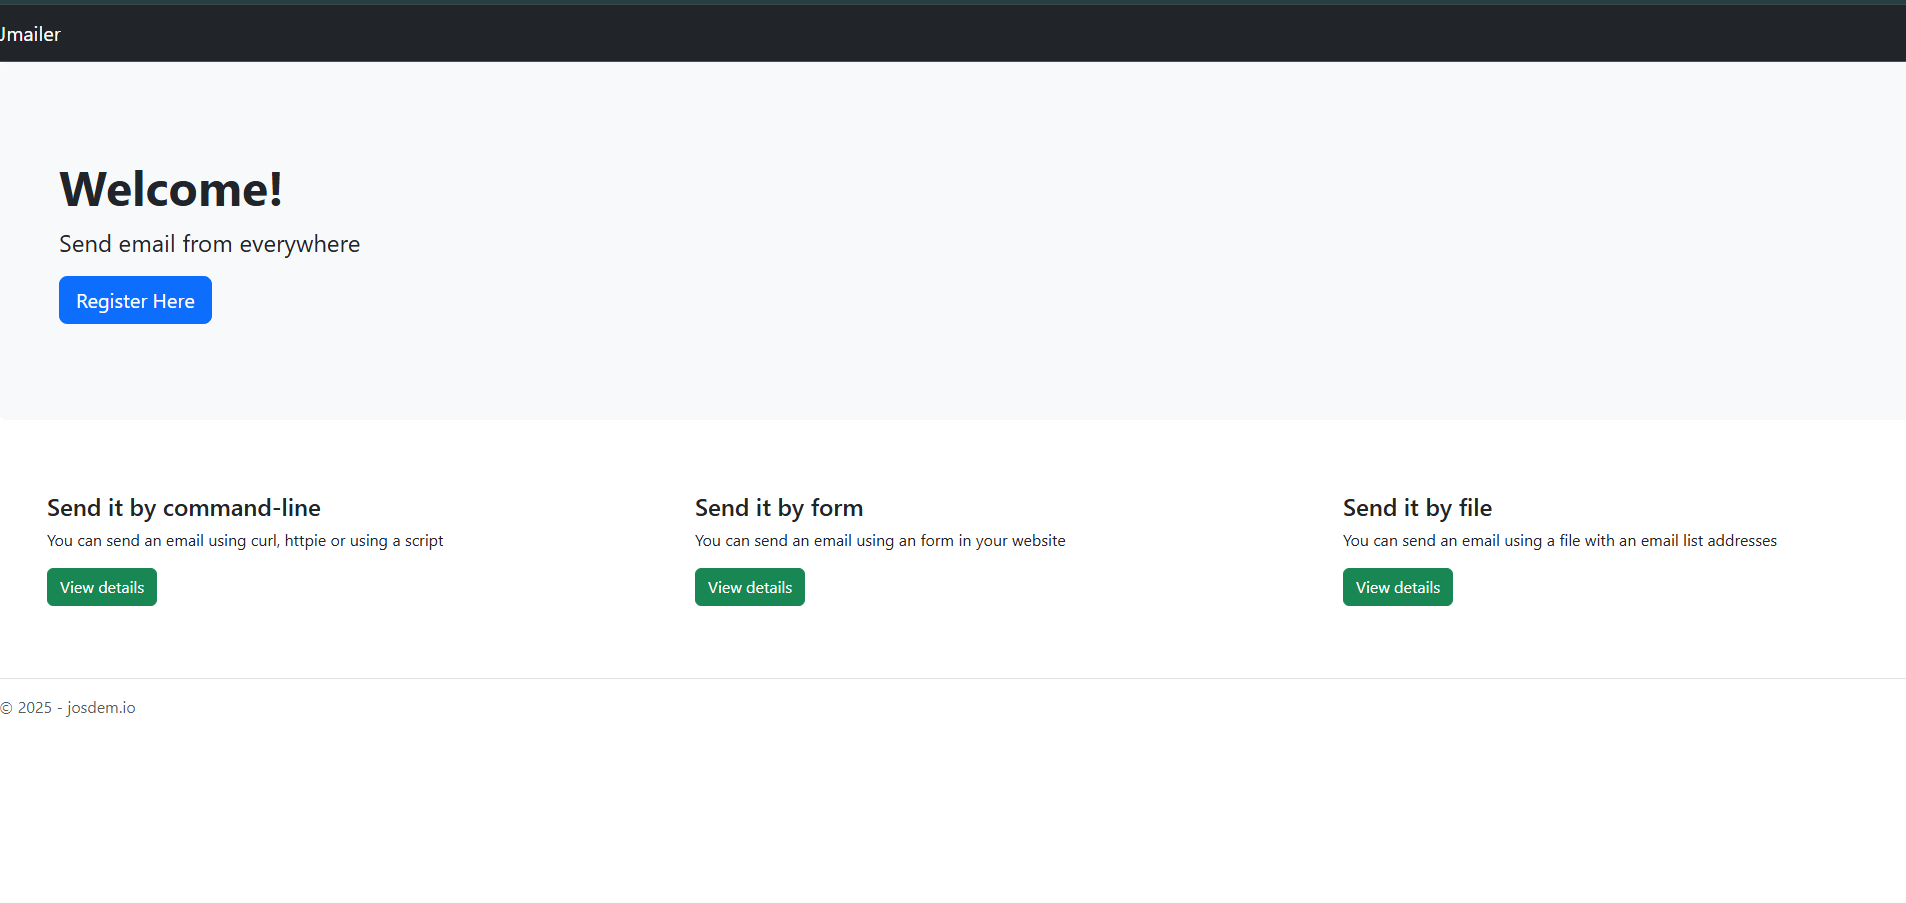 Jmailer
Welcome!
Send email from everywhere
Register Here
Send it by command-line
You can send an email using curl, httpie or using a script
View details
Send it by form
You can send an email using an form in your website
View details
Send it by file
You can send an email using a file with an email list addresses
View details
© 2025 - josdem.io